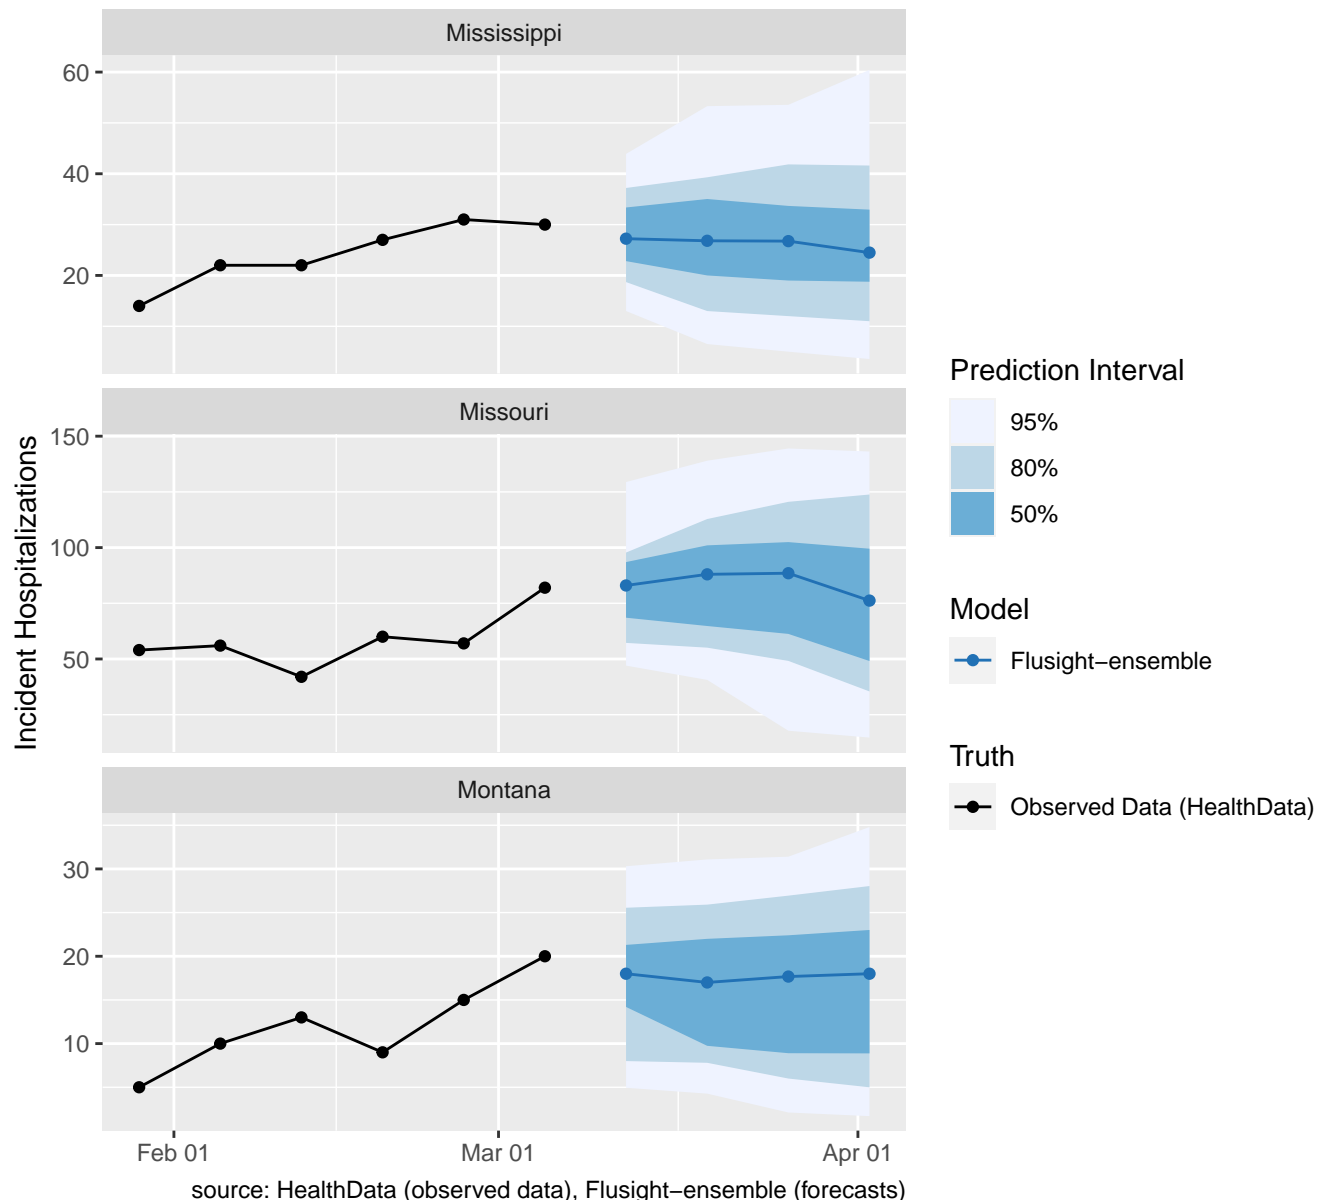 Mississippi
60
40
20
Missouri
150
100
50
Montana
30
20
10
Incident Hospitalizations
Feb 01
Mar 01
Apr 01
source: HealthData (observed data), Flusight−ensemble (forecasts)
Prediction Interval
95%
80%
50%
Model
Flusight−ensemble
Truth
Observed Data (HealthData)